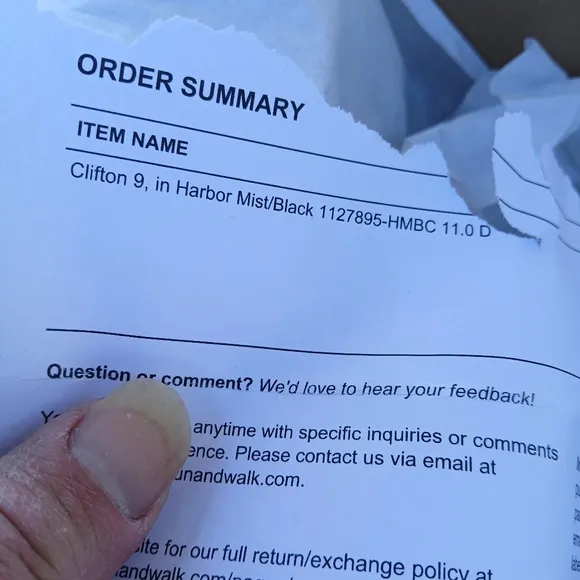 ORDER SUMMARY
ITEM NAME
Clifton 9, in Harbor Mist/Black 1127895-HMBC 11.0 D
Question or comment? We'd love to hear your feedback!
anytime with specific inquiries or comments
ence. Please contact us via email at
unandwalk.com.
ite for our full return/exchange policy at